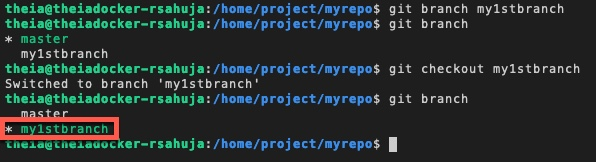 theia@theiadocker-rsahuja:/home/project/myrepo$ git branch my1stbranch
theia@theiadocker-rsahuja:/home/project/myrepo$ git branch
* master
  my1stbranch
theia@theiadocker-rsahuja:/home/project/myrepo$ git checkout my1stbranch
Switched to branch 'my1stbranch'
theia@theiadocker-rsahuja:/home/project/myrepo$ git branch
  master
* my1stbranch
theia@theiadocker-rsahuja:/home/project/myrepo$